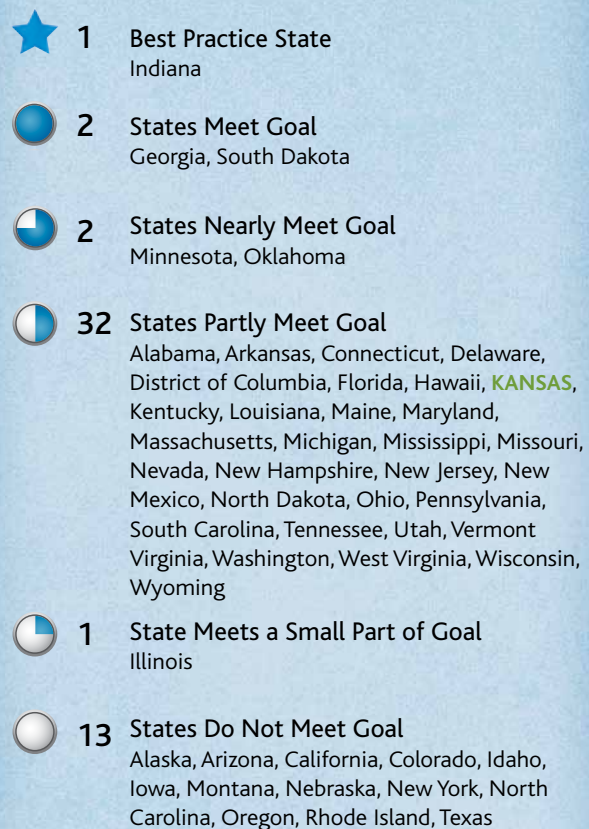 1 Best Practice State
Indiana
2 States Meet Goal
Georgia, South Dakota
2 States Nearly Meet Goal
Minnesota, Oklahoma
32 States Partly Meet Goal
Alabama, Arkansas, Connecticut, Delaware,
District of Columbia, Florida, Hawaii, KANSAS,
Kentucky, Louisiana, Maine, Maryland,
Massachusetts, Michigan, Mississippi, Missouri,
Nevada, New Hampshire, New Jersey, New
Mexico, North Dakota, Ohio, Pennsylvania,
South Carolina, Tennessee, Utah, Vermont
Virginia, Washington, West Virginia, Wisconsin,
Wyoming
1 State Meets a Small Part of Goal
Illinois
13 States Do Not Meet Goal
Alaska, Arizona, California, Colorado, Idaho,
Iowa, Montana, Nebraska, New York, North
Carolina, Oregon, Rhode Island, Texas